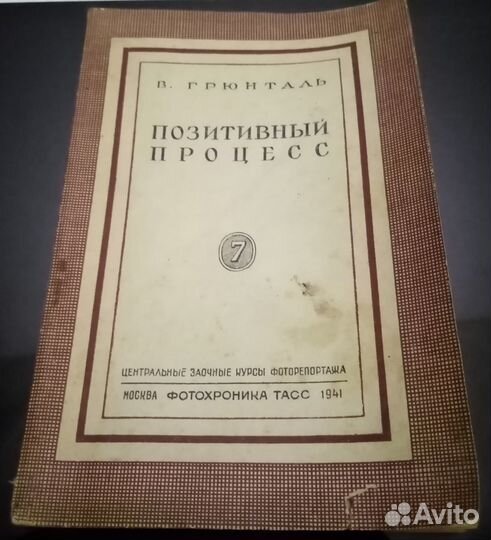 В. ГРЮНТАЛЬ
ПОЗИТИВНЫЙ
ПРОЦЕСС
7
ЦЕНТРАЛЬНЫЕ ЗАОЧНЫЕ КУРСЫ ФОТОРЕПОРТАЖА
МОСКВА ФОТОХРОНИКА ТАСС 1941
Avito